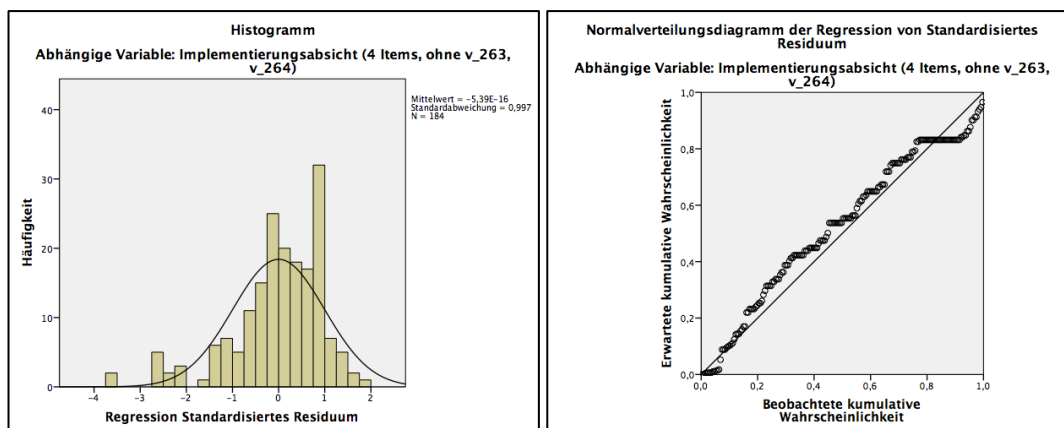 Histogramm
Abhängige Variable: Implementierungsabsicht (4 Items, ohne v_263,
v_264)
Mittelwert = -5,39E-16
Standardabweichung = 0,997
N = 184
40
30
20
10
0
Häufigkeit
-4 -3 -2 -1 0 1 2
Regression Standardisiertes Residuum
Normalverteilungsdiagramm der Regression von Standardisiertes
Residuum
Abhängige Variable: Implementierungsabsicht (4 Items, ohne v_263,
v_264)
1,0
0,8
0,6
0,4
0,2
0,0
Erwartete kumulative Wahrscheinlichkeit
0,0 0,2 0,4 0,6 0,8 1,0
Beobachtete kumulative
Wahrscheinlichkeit